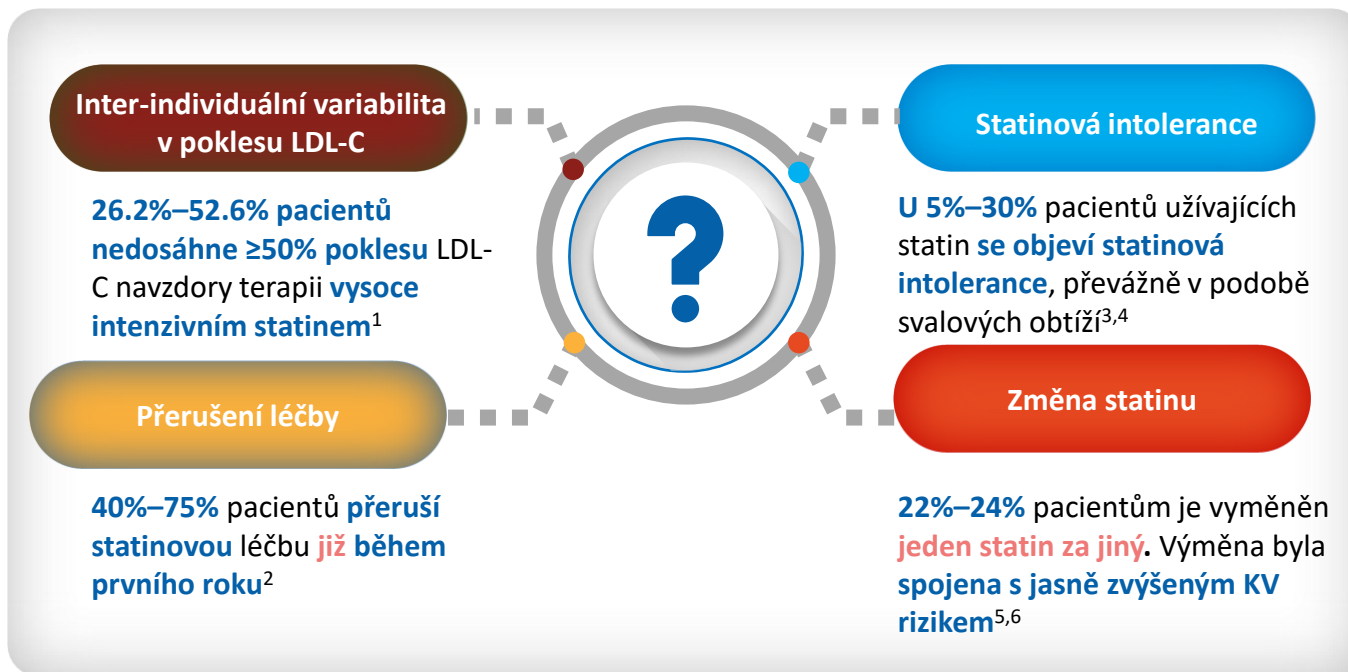 Inter-individuální variabilita
v poklesu LDL-C
26.2%–52.6% pacientů
nedosáhne ≥50% poklesu LDL-
C navzdory terapii vysoce
intenzivním statinem1
Přerušení léčby
40%–75% pacientů přeruší
statinovou léčbu již během
prvního roku2
?
Statinová intolerance
U 5%–30% pacientů užívajících
statin se objeví statinová
intolerance, převážně v podobě
svalových obtíží3,4
Změna statinu
22%–24% pacientům je vyměněn
jeden statin za jiný. Výměna byla
spojena s jasně zvýšeným KV
rizikem5,6